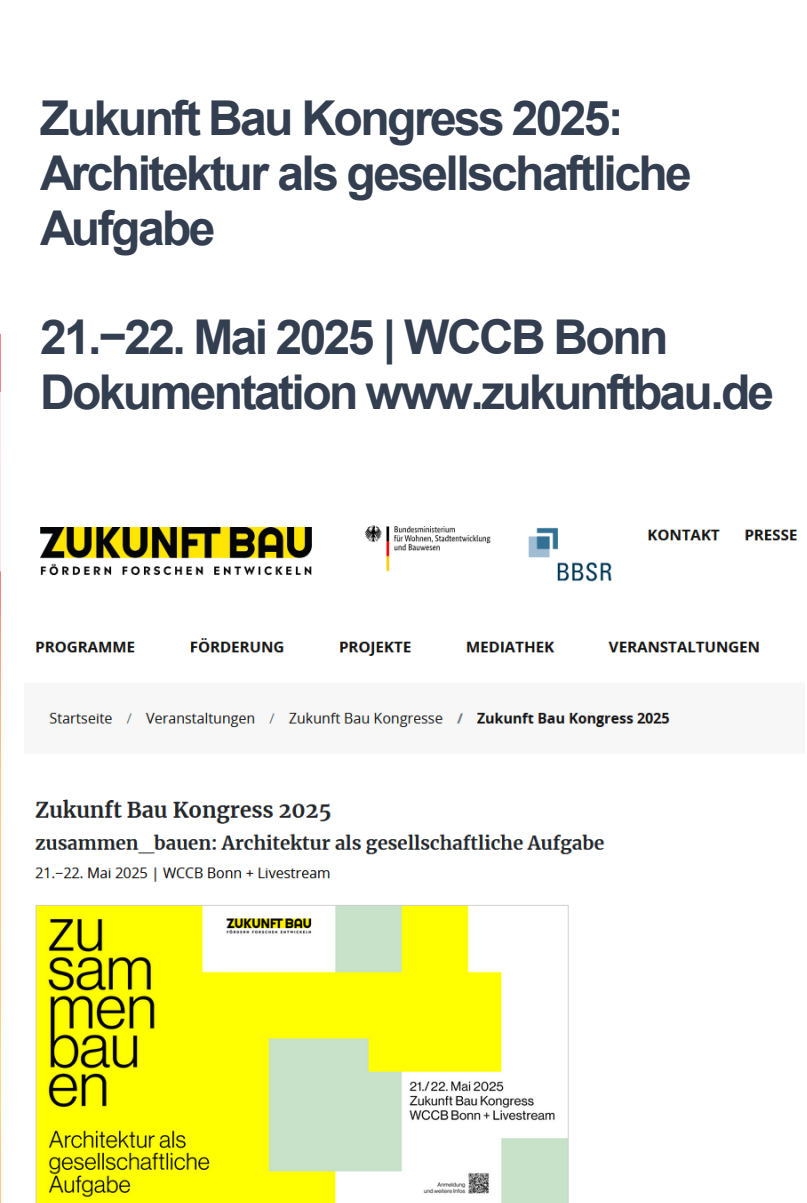 Zukunft Bau Kongress 2025:
Architektur als gesellschaftliche
Aufgabe
21.–22. Mai 2025 | WCCB Bonn
Dokumentation www.zukunftbau.de
ZUKUNFT BAU
FÖRDERN FORSCHEN ENTWICKELN
Bundesministerium
für Wohnen, Stadtentwicklung
und Bauwesen
BBSR
KONTAKT PRESSE
PROGRAMME FÖRDERUNG PROJEKTE MEDIATHEK VERANSTALTUNGEN
Startseite / Veranstaltungen / Zukunft Bau Kongresse / Zukunft Bau Kongress 2025
Zukunft Bau Kongress 2025
zusammen_bauen: Architektur als gesellschaftliche Aufgabe
21.–22. Mai 2025 | WCCB Bonn + Livestream
zu
sam
men
bau
en
Architektur als
gesellschaftliche
Aufgabe
ZUKUNFT BAU
FÖRDERN FORSCHEN ENTWICKELN
21./22. Mai 2025
Zukunft Bau Kongress
WCCB Bonn + Livestream
Anmeldung
und weitere Infos